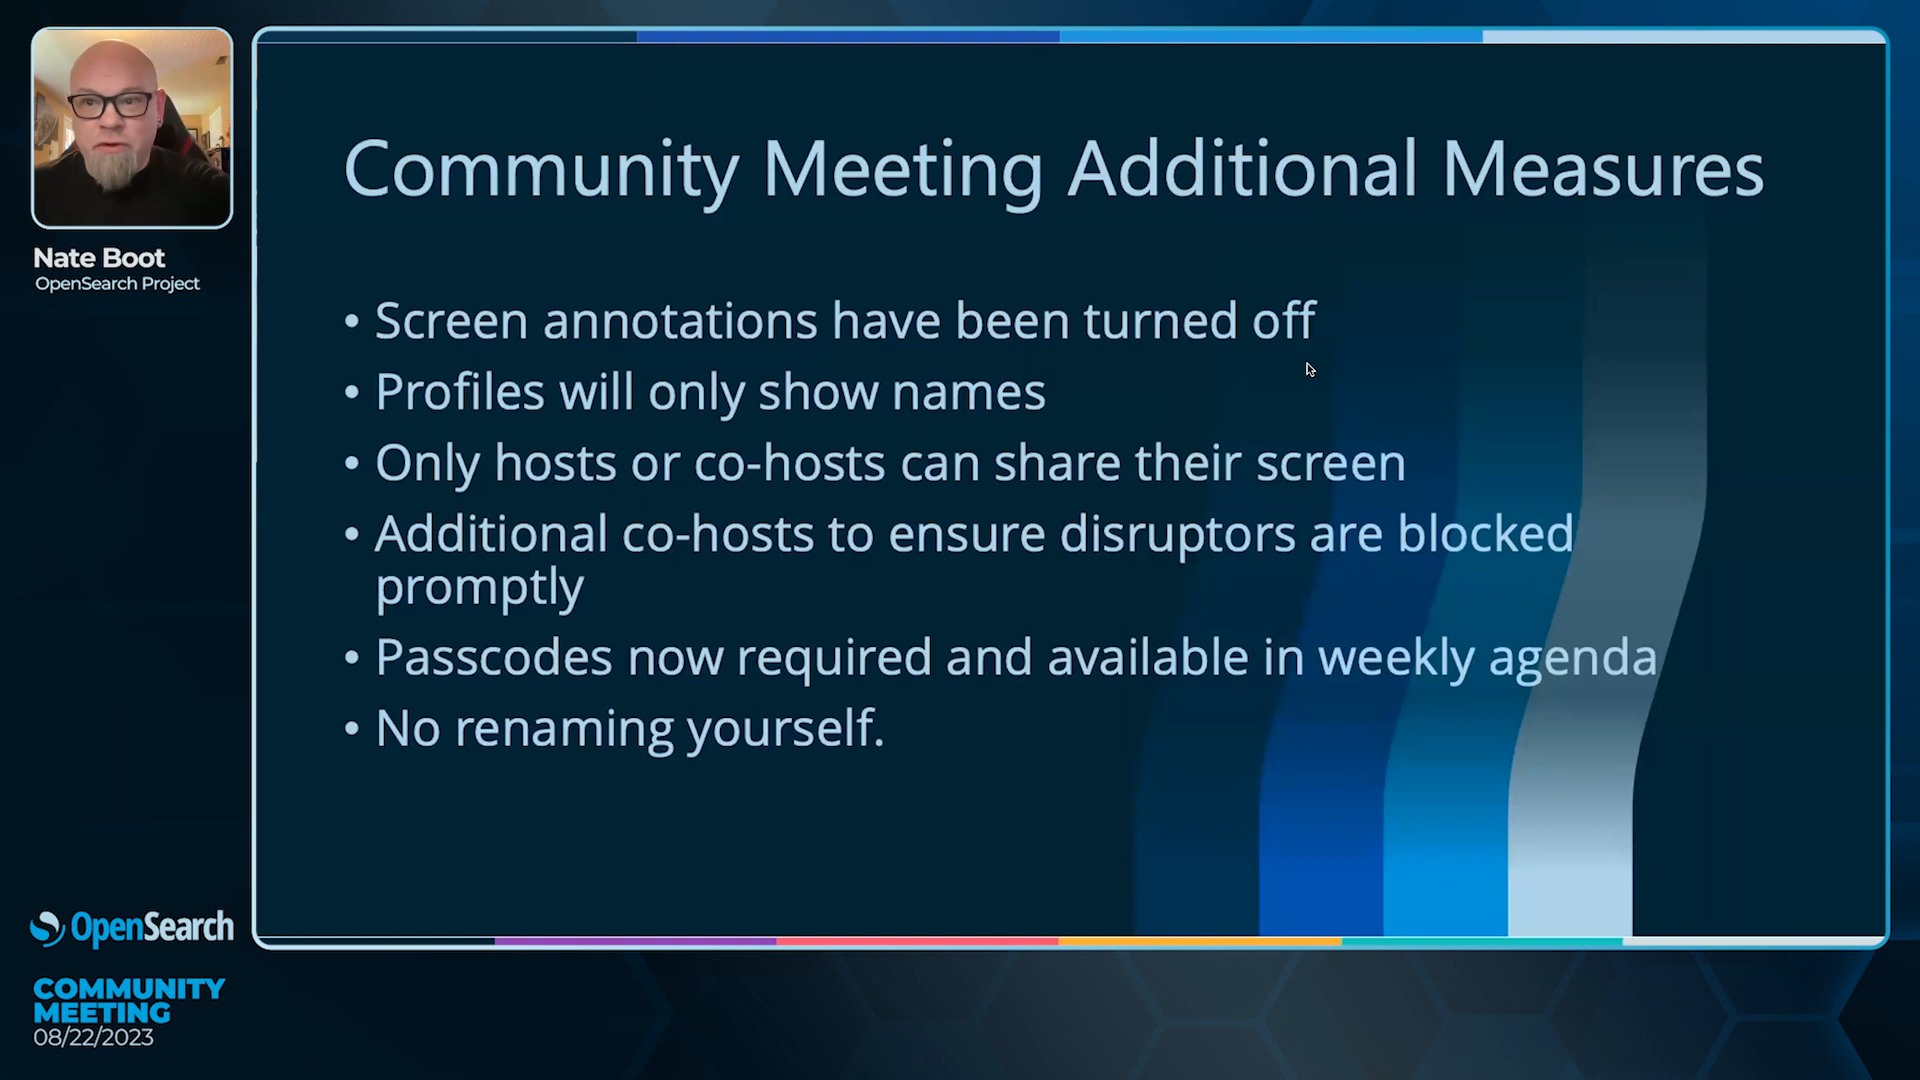 Nate Boot
OpenSearch Project
Community Meeting Additional Measures
• Screen annotations have been turned off
• Profiles will only show names
• Only hosts or co-hosts can share their screen
• Additional co-hosts to ensure disruptors are blocked
promptly
• Passcodes now required and available in weekly agenda
• No renaming yourself.
OpenSearch
COMMUNITY
MEETING
08/22/2023